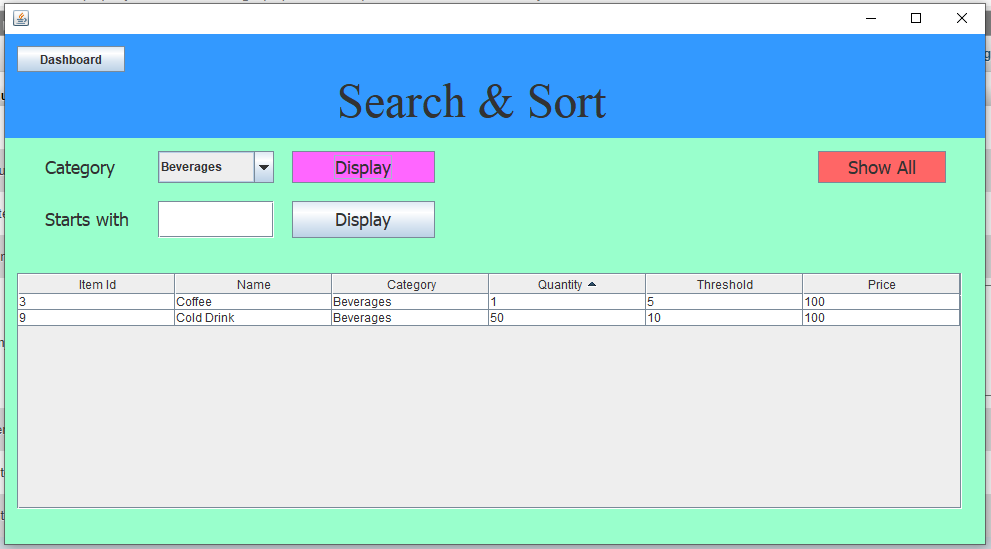 Dashboard
Search & Sort
Category Beverages Display Show All
Starts with Display
Item Id Name Category Quantity Threshold Price
3 Coffee Beverages 1 5 100
9 Cold Drink Beverages 50 10 100